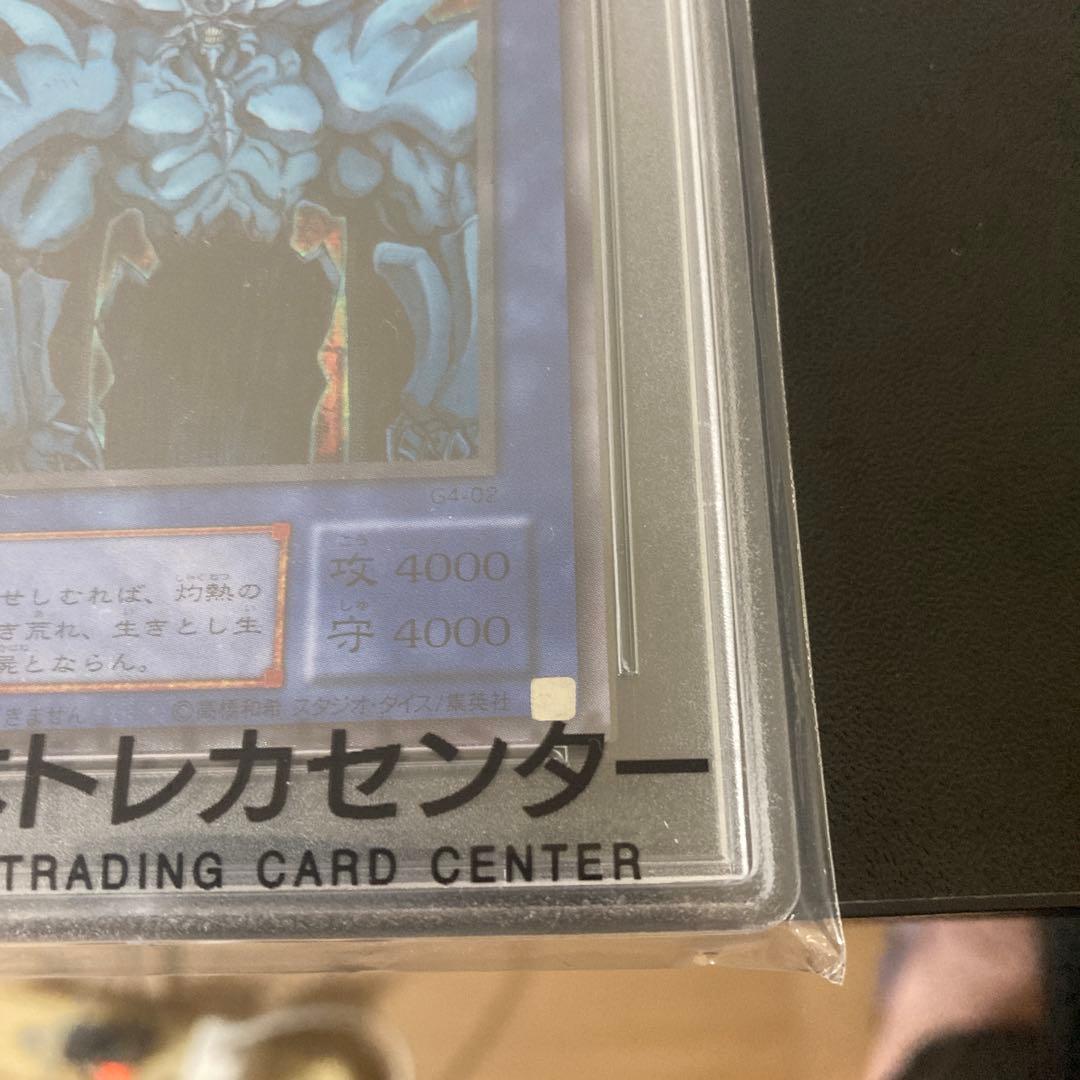 G4-02
攻 4000
守 4000
せしむれば、灼熱の
き荒れ、生きとし生
屍とならん。
きません
©高橋和希 スタジオ・ダイス/集英社
トレカセンター
TRADING CARD CENTER